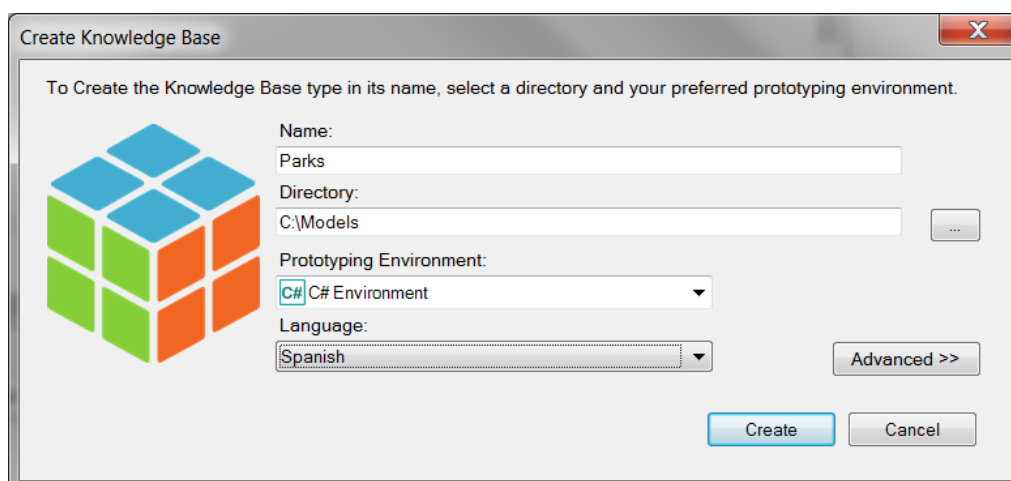 Create Knowledge Base
X
To Create the Knowledge Base type in its name, select a directory and your preferred prototyping environment.
Name:
Parks
Directory:
C:\Models
...
Prototyping Environment:
C# C# Environment
Language:
Spanish
Advanced >>
Create
Cancel